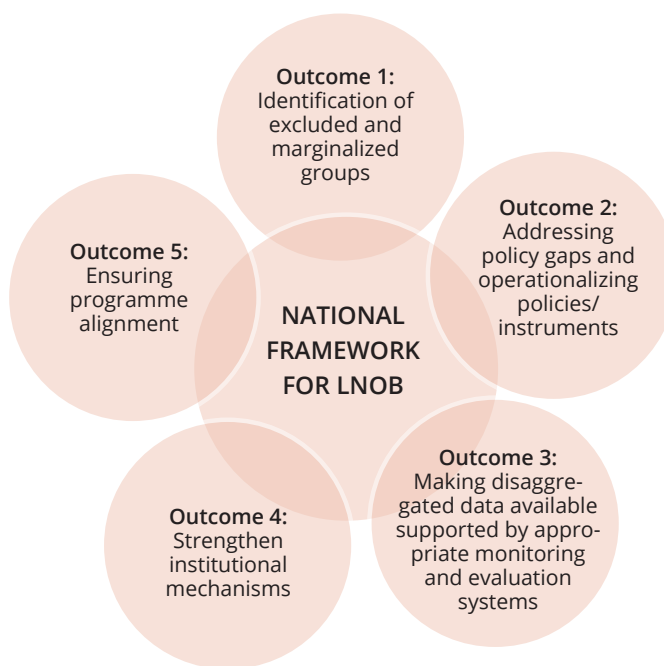 Outcome 1:
Identification of
excluded and
marginalized
groups
Outcome 2:
Addressing
policy gaps and
operationalizing
policies/
instruments
Outcome 3:
Making disaggre-
gated data available
supported by appro-
priate monitoring
and evaluation
systems
Outcome 4:
Strengthen
institutional
mechanisms
Outcome 5:
Ensuring
programme
alignment
NATIONAL
FRAMEWORK
FOR LNOB